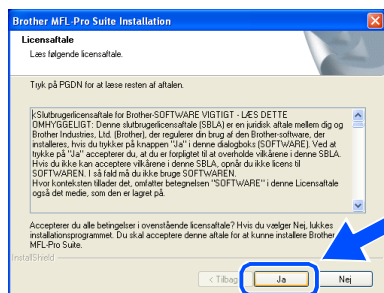 Brother MFL-Pro Suite Installation
Licensaftale
Læs følgende licensaftale.
Tryk på PGDN for at læse resten af aftalen.
kSlutbrugerlicensaftale for Brother-SOFTWARE VIGTIGT - LÆS DETTE
OMHYGGELIGT: Denne slutbrugerlicensaftale (SBLA) er en juridisk aftale mellem dig og
Brother Industries, Ltd. (Brother), der regulerer din brug af den Brother-software, der
installeres, hvis du trykker på knappen "Ja" i denne dialogboks (SOFTWARE). Ved at
trykke på "Ja" accepterer du, at du er forpligtet til at overholde vilkårene i denne SBLA.
Hvis du ikke kan acceptere vilkårene i denne SBLA, opnår du ikke licens til
SOFTWAREN. I så fald må du ikke bruge SOFTWAREN.
Hvor konteksten tillader det, omfatter betegnelsen "SOFTWARE" i denne Licensaftale
også det medie, som den er lagret på.
Accepterer du alle betingelser i ovenstående licensaftale? Hvis du vælger Nej, lukkes
installationsprogrammet. Du skal acceptere denne aftale for at kunne installere Brother
MFL-Pro Suite.
InstallShield
< Tilbage Ja Nej